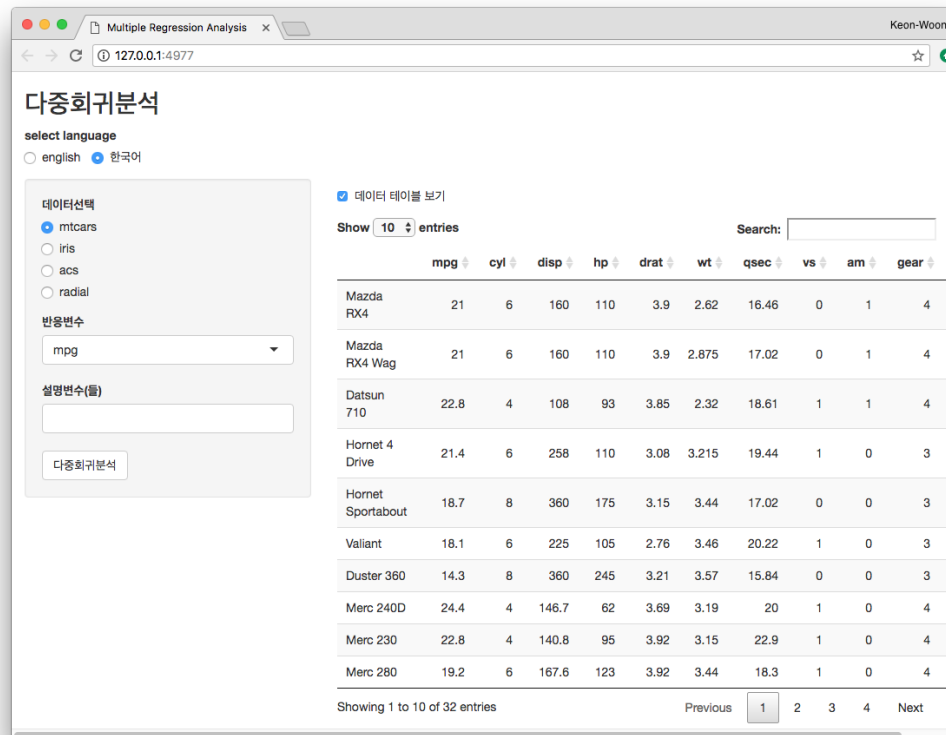 Multiple Regression Analysis
Keon-Woon
127.0.0.1:4977
다중회귀분석
select language
english 한국어
데이터선택
mtcars
iris
acs
radial
반응변수
mpg
설명변수(들)
다중회귀분석
데이터 테이블 보기
Show 10 entries Search:
mpg cyl disp hp drat wt qsec vs am gear
Mazda RX4 21 6 160 110 3.9 2.62 16.46 0 1 4
Mazda RX4 Wag 21 6 160 110 3.9 2.875 17.02 0 1 4
Datsun 710 22.8 4 108 93 3.85 2.32 18.61 1 1 4
Hornet 4 Drive 21.4 6 258 110 3.08 3.215 19.44 1 0 3
Hornet Sportabout 18.7 8 360 175 3.15 3.44 17.02 0 0 3
Valiant 18.1 6 225 105 2.76 3.46 20.22 1 0 3
Duster 360 14.3 8 360 245 3.21 3.57 15.84 0 0 3
Merc 240D 24.4 4 146.7 62 3.69 3.19 20 1 0 4
Merc 230 22.8 4 140.8 95 3.92 3.15 22.9 1 0 4
Merc 280 19.2 6 167.6 123 3.92 3.44 18.3 1 0 4
Showing 1 to 10 of 32 entries Previous 1 2 3 4 Next